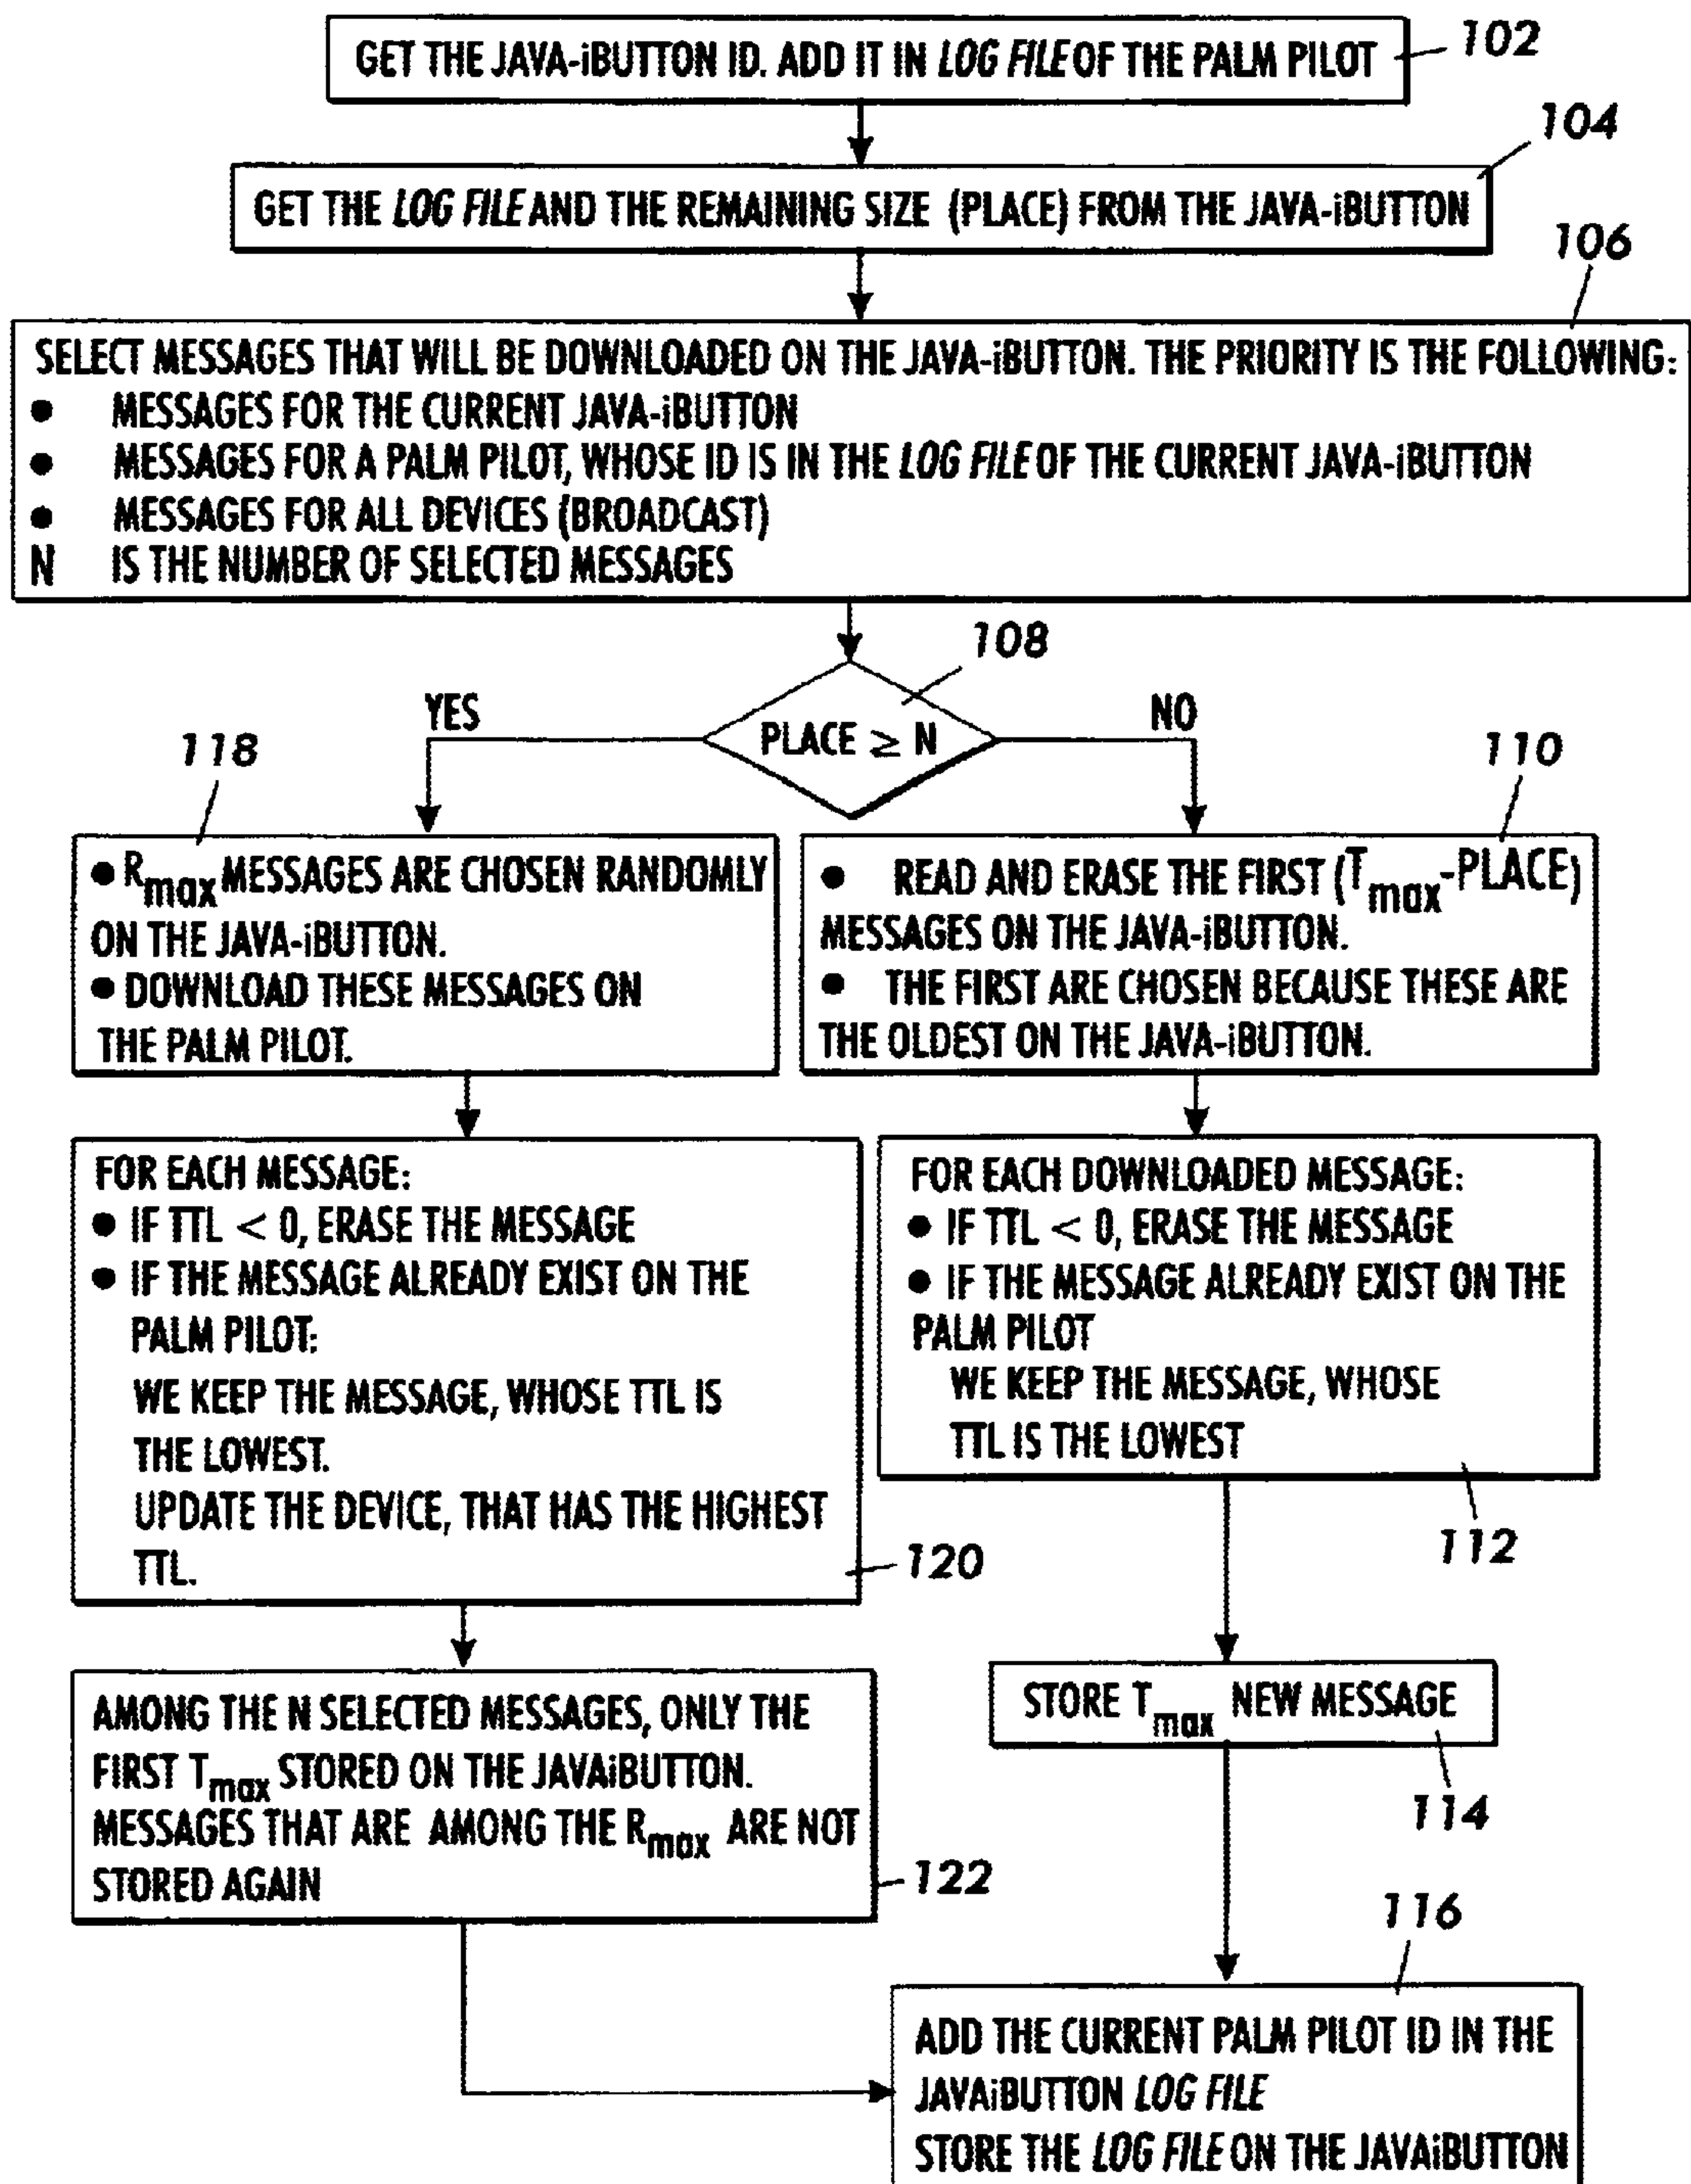 GET THE JAVA-iBUTTON ID. ADD IT IN LOG FILE OF THE PALM PILOT
102
104
GET THE LOG FILE AND THE REMAINING SIZE (PLACE) FROM THE JAVA-iBUTTON
106
SELECT MESSAGES THAT WILL BE DOWNLOADED ON THE JAVA-iBUTTON. THE PRIORITY IS THE FOLLOWING:
● MESSAGES FOR THE CURRENT JAVA-iBUTTON
● MESSAGES FOR A PALM PILOT, WHOSE ID IS IN THE LOG FILE OF THE CURRENT JAVA-iBUTTON
● MESSAGES FOR ALL DEVICES (BROADCAST)
N IS THE NUMBER OF SELECTED MESSAGES
108
YES
PLACE ≥ N
NO
118
● Rmax MESSAGES ARE CHOSEN RANDOMLY
ON THE JAVA-iBUTTON.
● DOWNLOAD THESE MESSAGES ON
THE PALM PILOT.
110
● READ AND ERASE THE FIRST (Tmax-PLACE)
MESSAGES ON THE JAVA-iBUTTON.
● THE FIRST ARE CHOSEN BECAUSE THESE ARE
THE OLDEST ON THE JAVA-iBUTTON.
FOR EACH MESSAGE:
● IF TTL < 0, ERASE THE MESSAGE
● IF THE MESSAGE ALREADY EXIST ON THE
PALM PILOT:
WE KEEP THE MESSAGE, WHOSE TTL IS
THE LOWEST.
UPDATE THE DEVICE, THAT HAS THE HIGHEST
TTL.
120
FOR EACH DOWNLOADED MESSAGE:
● IF TTL < 0, ERASE THE MESSAGE
● IF THE MESSAGE ALREADY EXIST ON THE
PALM PILOT
WE KEEP THE MESSAGE, WHOSE
TTL IS THE LOWEST
112
AMONG THE N SELECTED MESSAGES, ONLY THE
FIRST Tmax STORED ON THE JAVAiBUTTON.
MESSAGES THAT ARE AMONG THE Rmax ARE NOT
STORED AGAIN
122
STORE Tmax NEW MESSAGE
114
116
ADD THE CURRENT PALM PILOT ID IN THE
JAVAiBUTTON LOG FILE
STORE THE LOG FILE ON THE JAVAiBUTTON